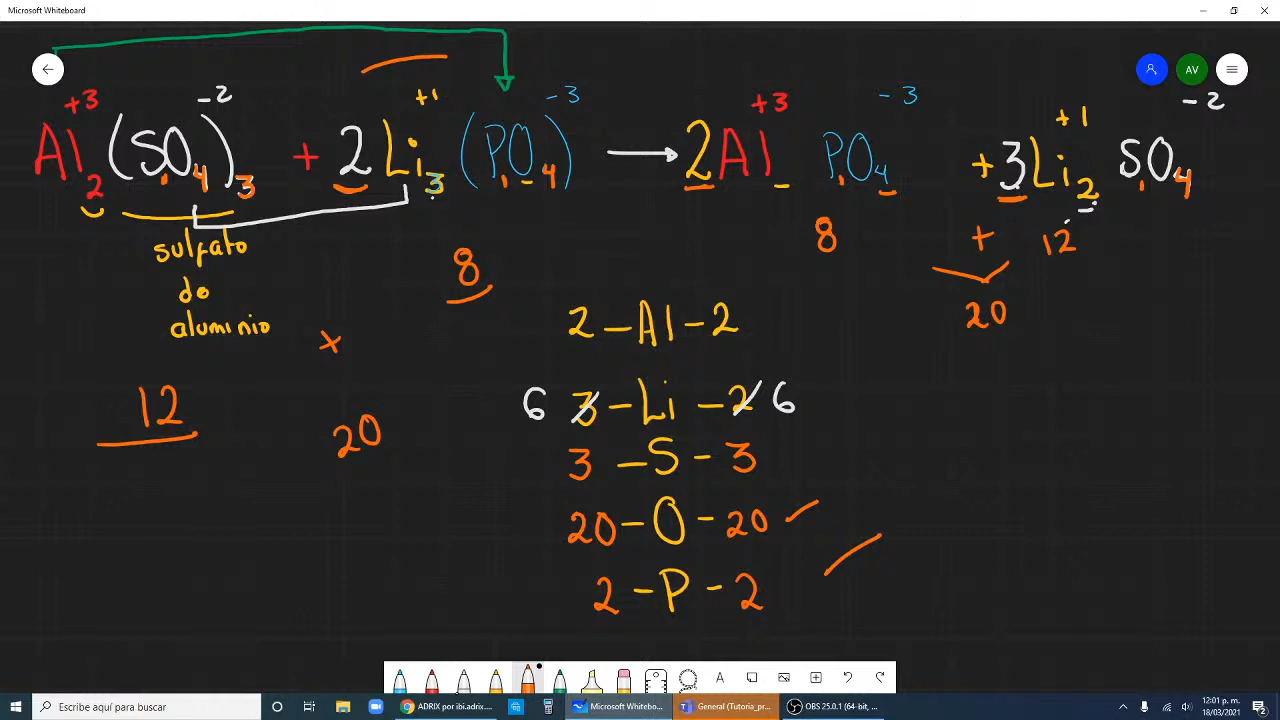 Microsoft Whiteboard
AV
+3 -2 +1 -3 +3 -3 +1 -2
Al2(SO4)3 + 2Li3(PO4) → 2Al PO4 +3Li2 SO4
sulfato
do
aluminio
8
8 + 12
20
x
12
20
2 - Al - 2
6 3 - Li - 2 6
3 - S - 3
20 - O - 20
2 - P - 2
A
Escribe aquí para buscar
ADRIX por ibi.adrix....
Microsoft Whitebo...
General (Tutoria_pr...
OBS 25.0.1 (64-bit, ...
12:01 p. m.
18/03/2021